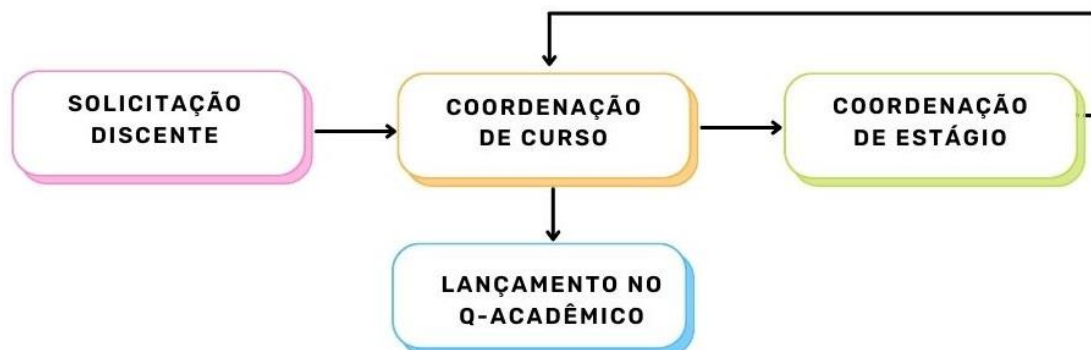 SOLICITAÇÃO
DISCENTE
COORDENAÇÃO
DE CURSO
COORDENAÇÃO
DE ESTÁGIO
LANÇAMENTO NO
Q-ACADÊMICO